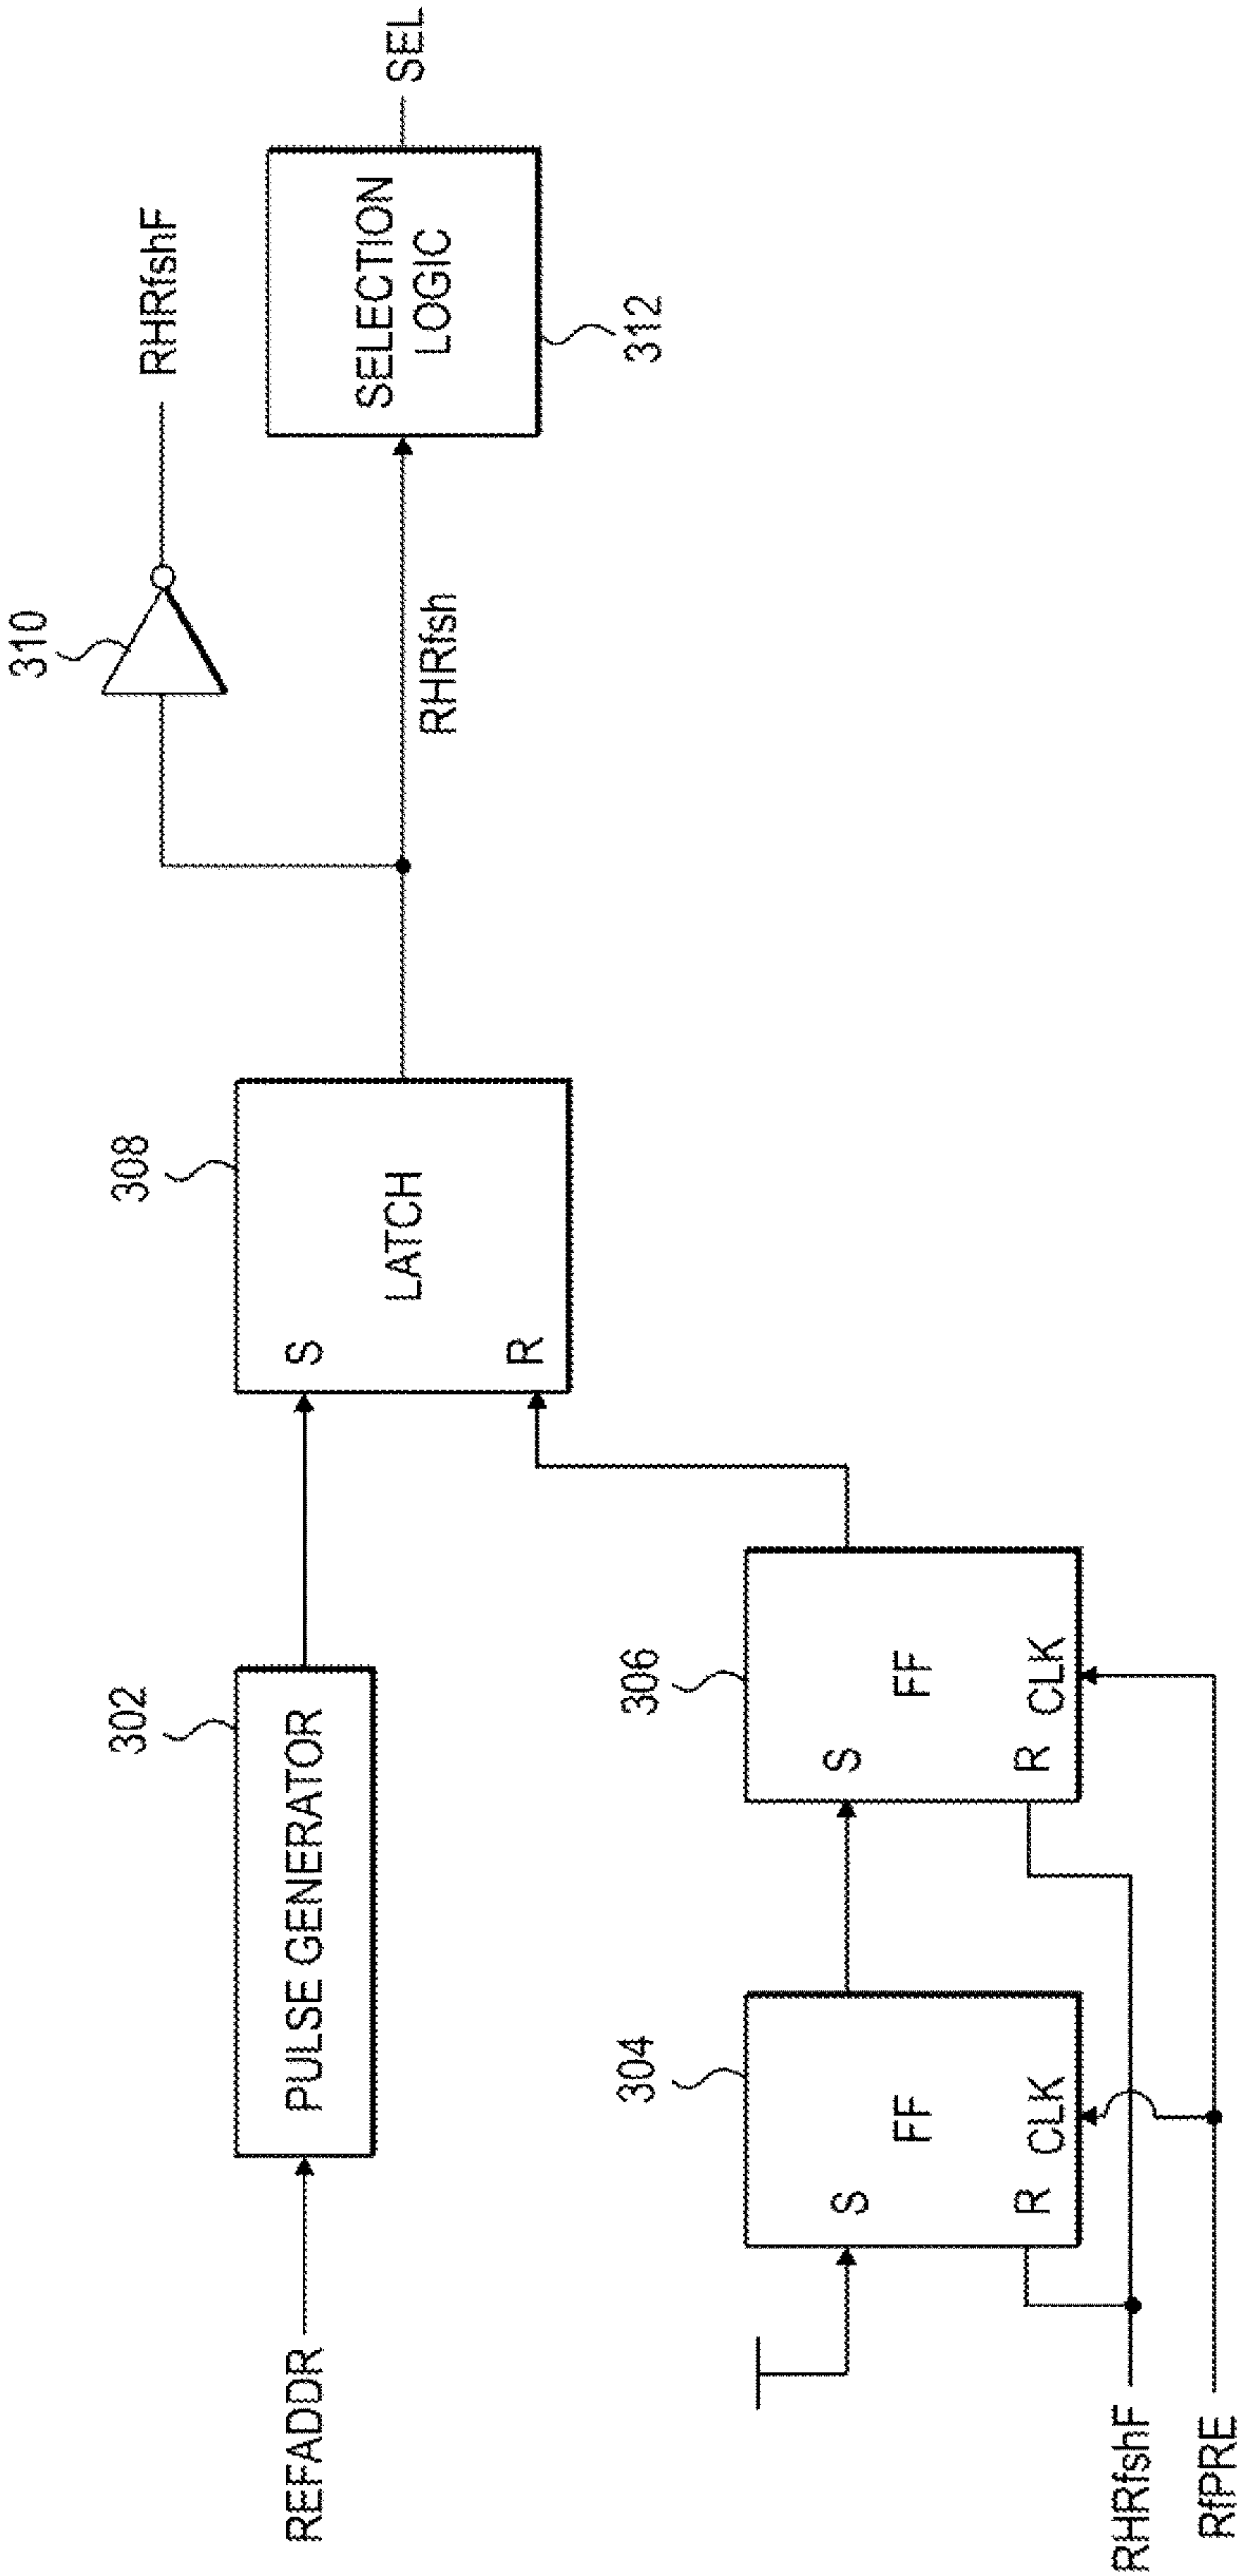 REFADDR
PULSE GENERATOR
302
S
R
LATCH
308
310
RHRfshF
RHRfsh
SELECTION
LOGIC
312
SEL
S
R
CLK
FF
304
S
R
CLK
FF
306
RHRfshF
RfPRE